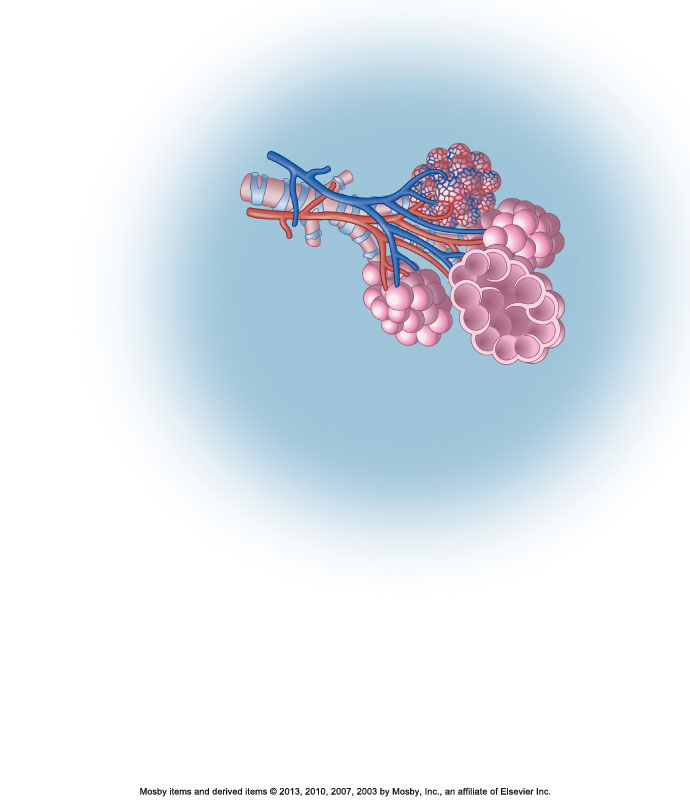 Mosby items and derived items © 2013, 2010, 2007, 2003 by Mosby, Inc., an affiliate of Elsevier Inc.